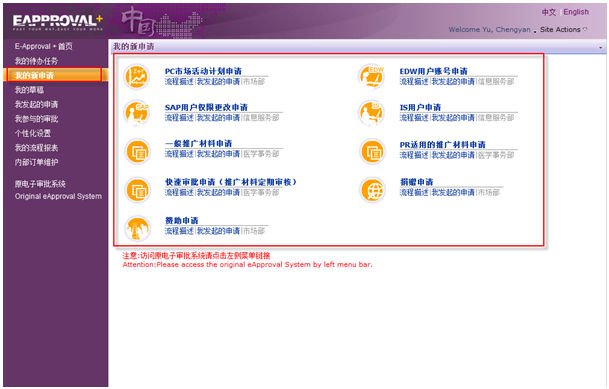 中文 | English
EAPPROVAL+
FAST YOUR WAY, EASY YOUR WORK
中国
Welcome Yu, Chengyan
Site Actions
E-Approval + 首页
我的待办任务
我的新申请
我的草稿
我发起的申请
我参与的审批
个性化设置
我的流程报表
内部订单维护
原电子审批系统
Original eApproval System
我的新申请
PC市场活动计划申请
流程描述|我发起的申请|市场部
EDW用户账号申请
流程描述|我发起的申请|信息服务部
SAP用户权限更改申请
流程描述|我发起的申请|信息服务部
IS用户申请
流程描述|我发起的申请|信息服务部
一般推广材料申请
流程描述|我发起的申请|医学事务部
PR适用的推广材料申请
流程描述|我发起的申请|医学事务部
快速审批申请（推广材料定期审核）
流程描述|我发起的申请|医学事务部
捐赠申请
流程描述|我发起的申请|市场部
赞助申请
流程描述|我发起的申请|市场部
注意:访问原电子审批系统请点击左侧菜单链接
Attention:Please access the original eApproval System by left menu bar.